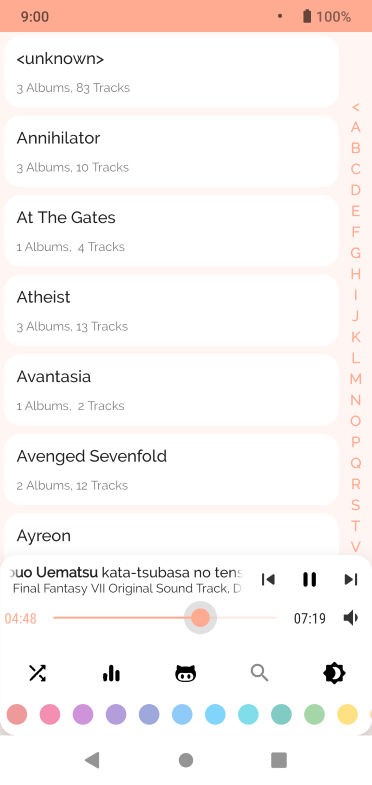 9:00
100%
<unknown>
3 Albums, 83 Tracks
Annihilator
3 Albums, 10 Tracks
At The Gates
1 Albums,  4 Tracks
Atheist
3 Albums, 13 Tracks
Avantasia
1 Albums,  2 Tracks
Avenged Sevenfold
2 Albums, 12 Tracks
Ayreon
<
A
B
C
D
E
F
G
H
I
J
K
L
M
N
O
P
Q
R
S
T
V
ouo Uematsu kata-tsubasa no tens
Final Fantasy VII Original Sound Track, D
04:48
07:19